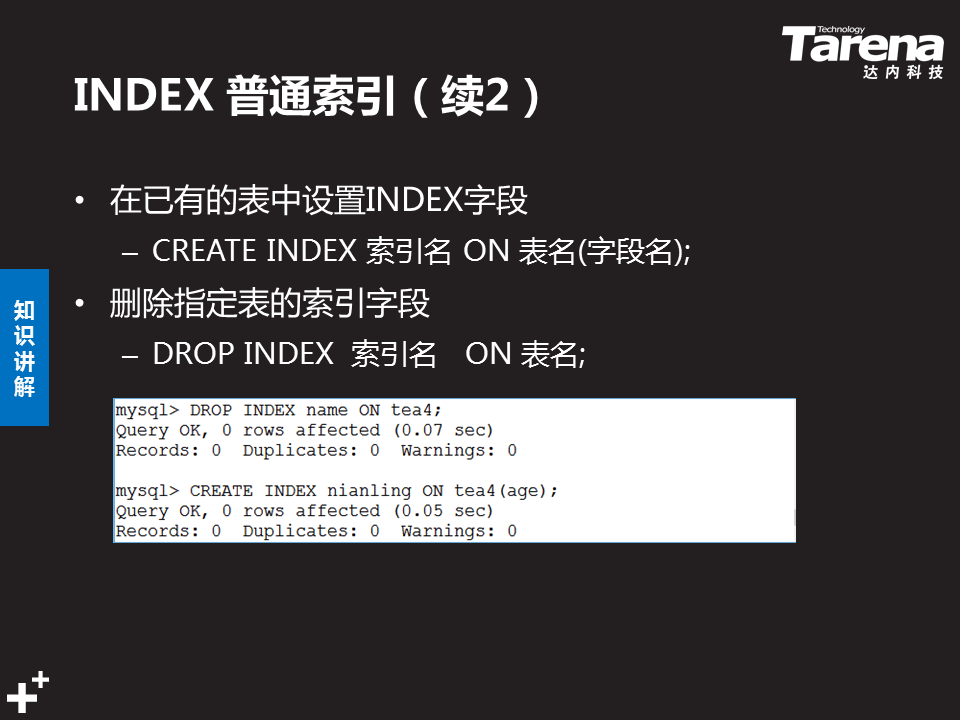 Technology
Tarena
达内科技
INDEX 普通索引（续2）
• 在已有的表中设置INDEX字段
– CREATE INDEX 索引名 ON 表名(字段名);
• 删除指定表的索引字段
– DROP INDEX 索引名 ON 表名;
知识讲解
mysql> DROP INDEX name ON tea4;
Query OK, 0 rows affected (0.07 sec)
Records: 0  Duplicates: 0  Warnings: 0
mysql> CREATE INDEX nianling ON tea4(age);
Query OK, 0 rows affected (0.05 sec)
Records: 0  Duplicates: 0  Warnings: 0